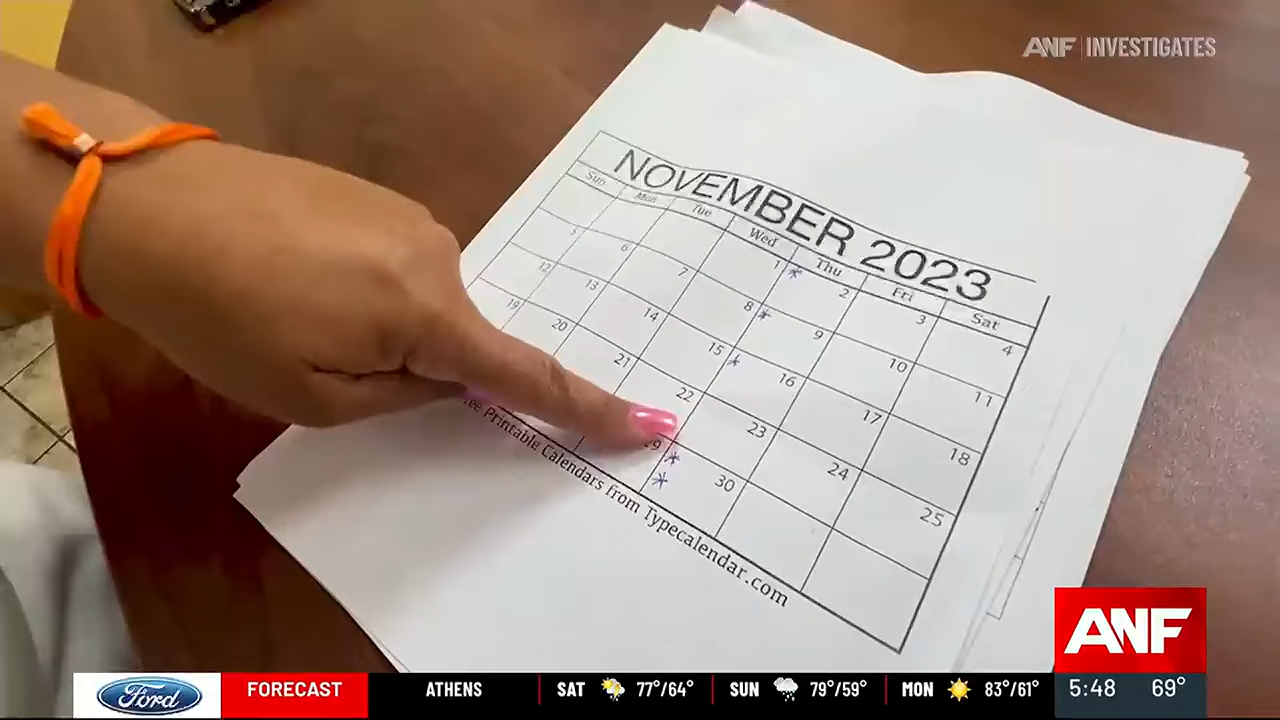 ANF INVESTIGATES
NOVEMBER 2023
Sun Mon Tue Wed Thu Fri Sat
1 * 2 3 4
5 6 7 8 * 9 10 11
12 13 14 15 * 16 17 18
19 20 21 22 23 24 25
29 * * 30
ee Printable Calendars from Typecalendar.com
ANF
Ford FORECAST ATHENS SAT 77°/64° SUN 79°/59° MON 83°/61° 5:48 69°